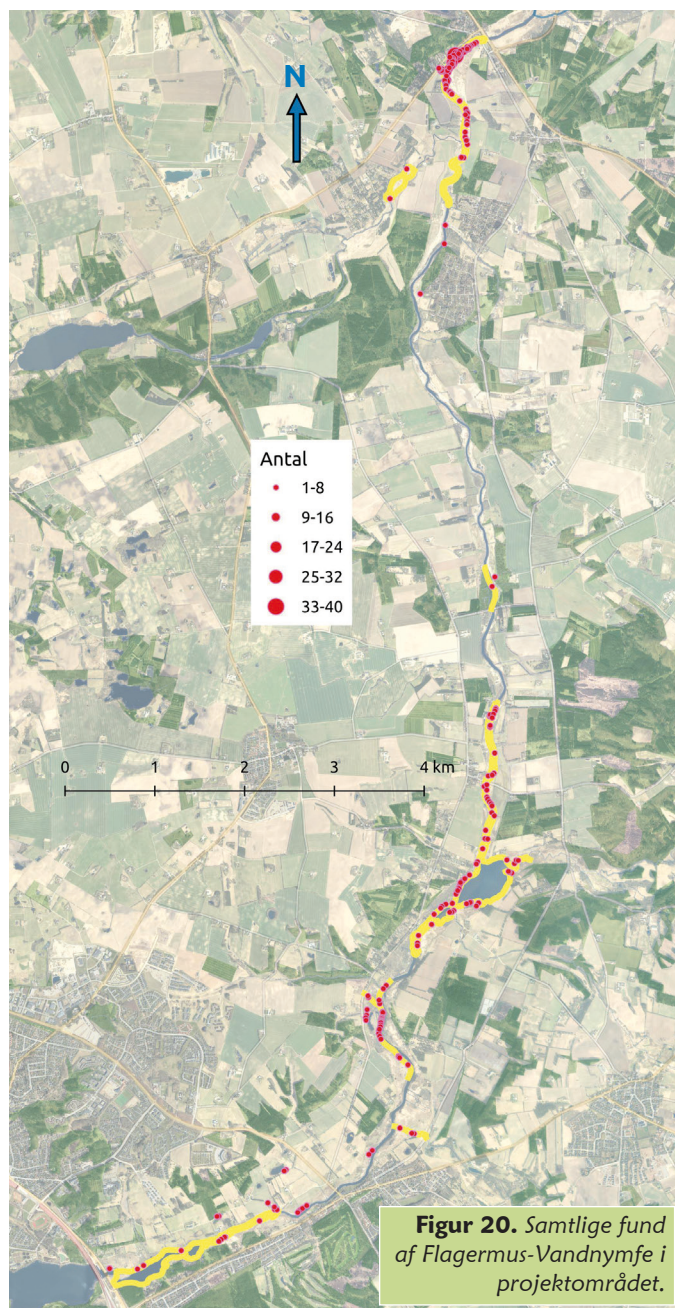 N
Antal
1-8
9-16
17-24
25-32
33-40
0 1 2 3 4 km
Figur 20. Samtlige fund
af Flagermus-Vandnymfe i
projektområdet.